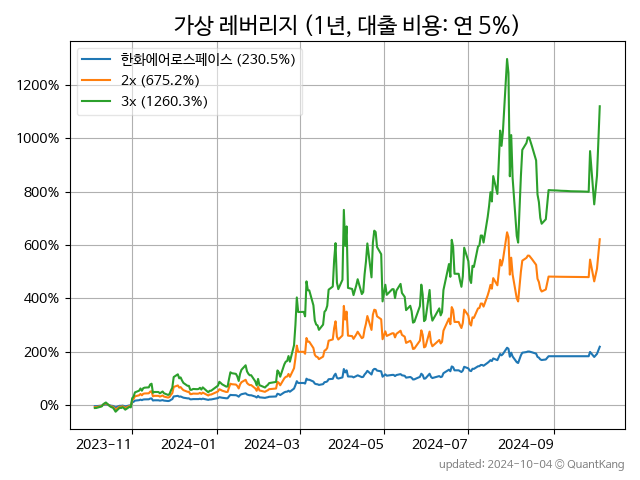 가상 레버리지 (1년, 대출 비용: 연 5%)
한화에어로스페이스 (230.5%)
2x (675.2%)
3x (1260.3%)
1200%
1000%
800%
600%
400%
200%
0%
2023-11 2024-01 2024-03 2024-05 2024-07 2024-09
updated: 2024-10-04 © QuantKang